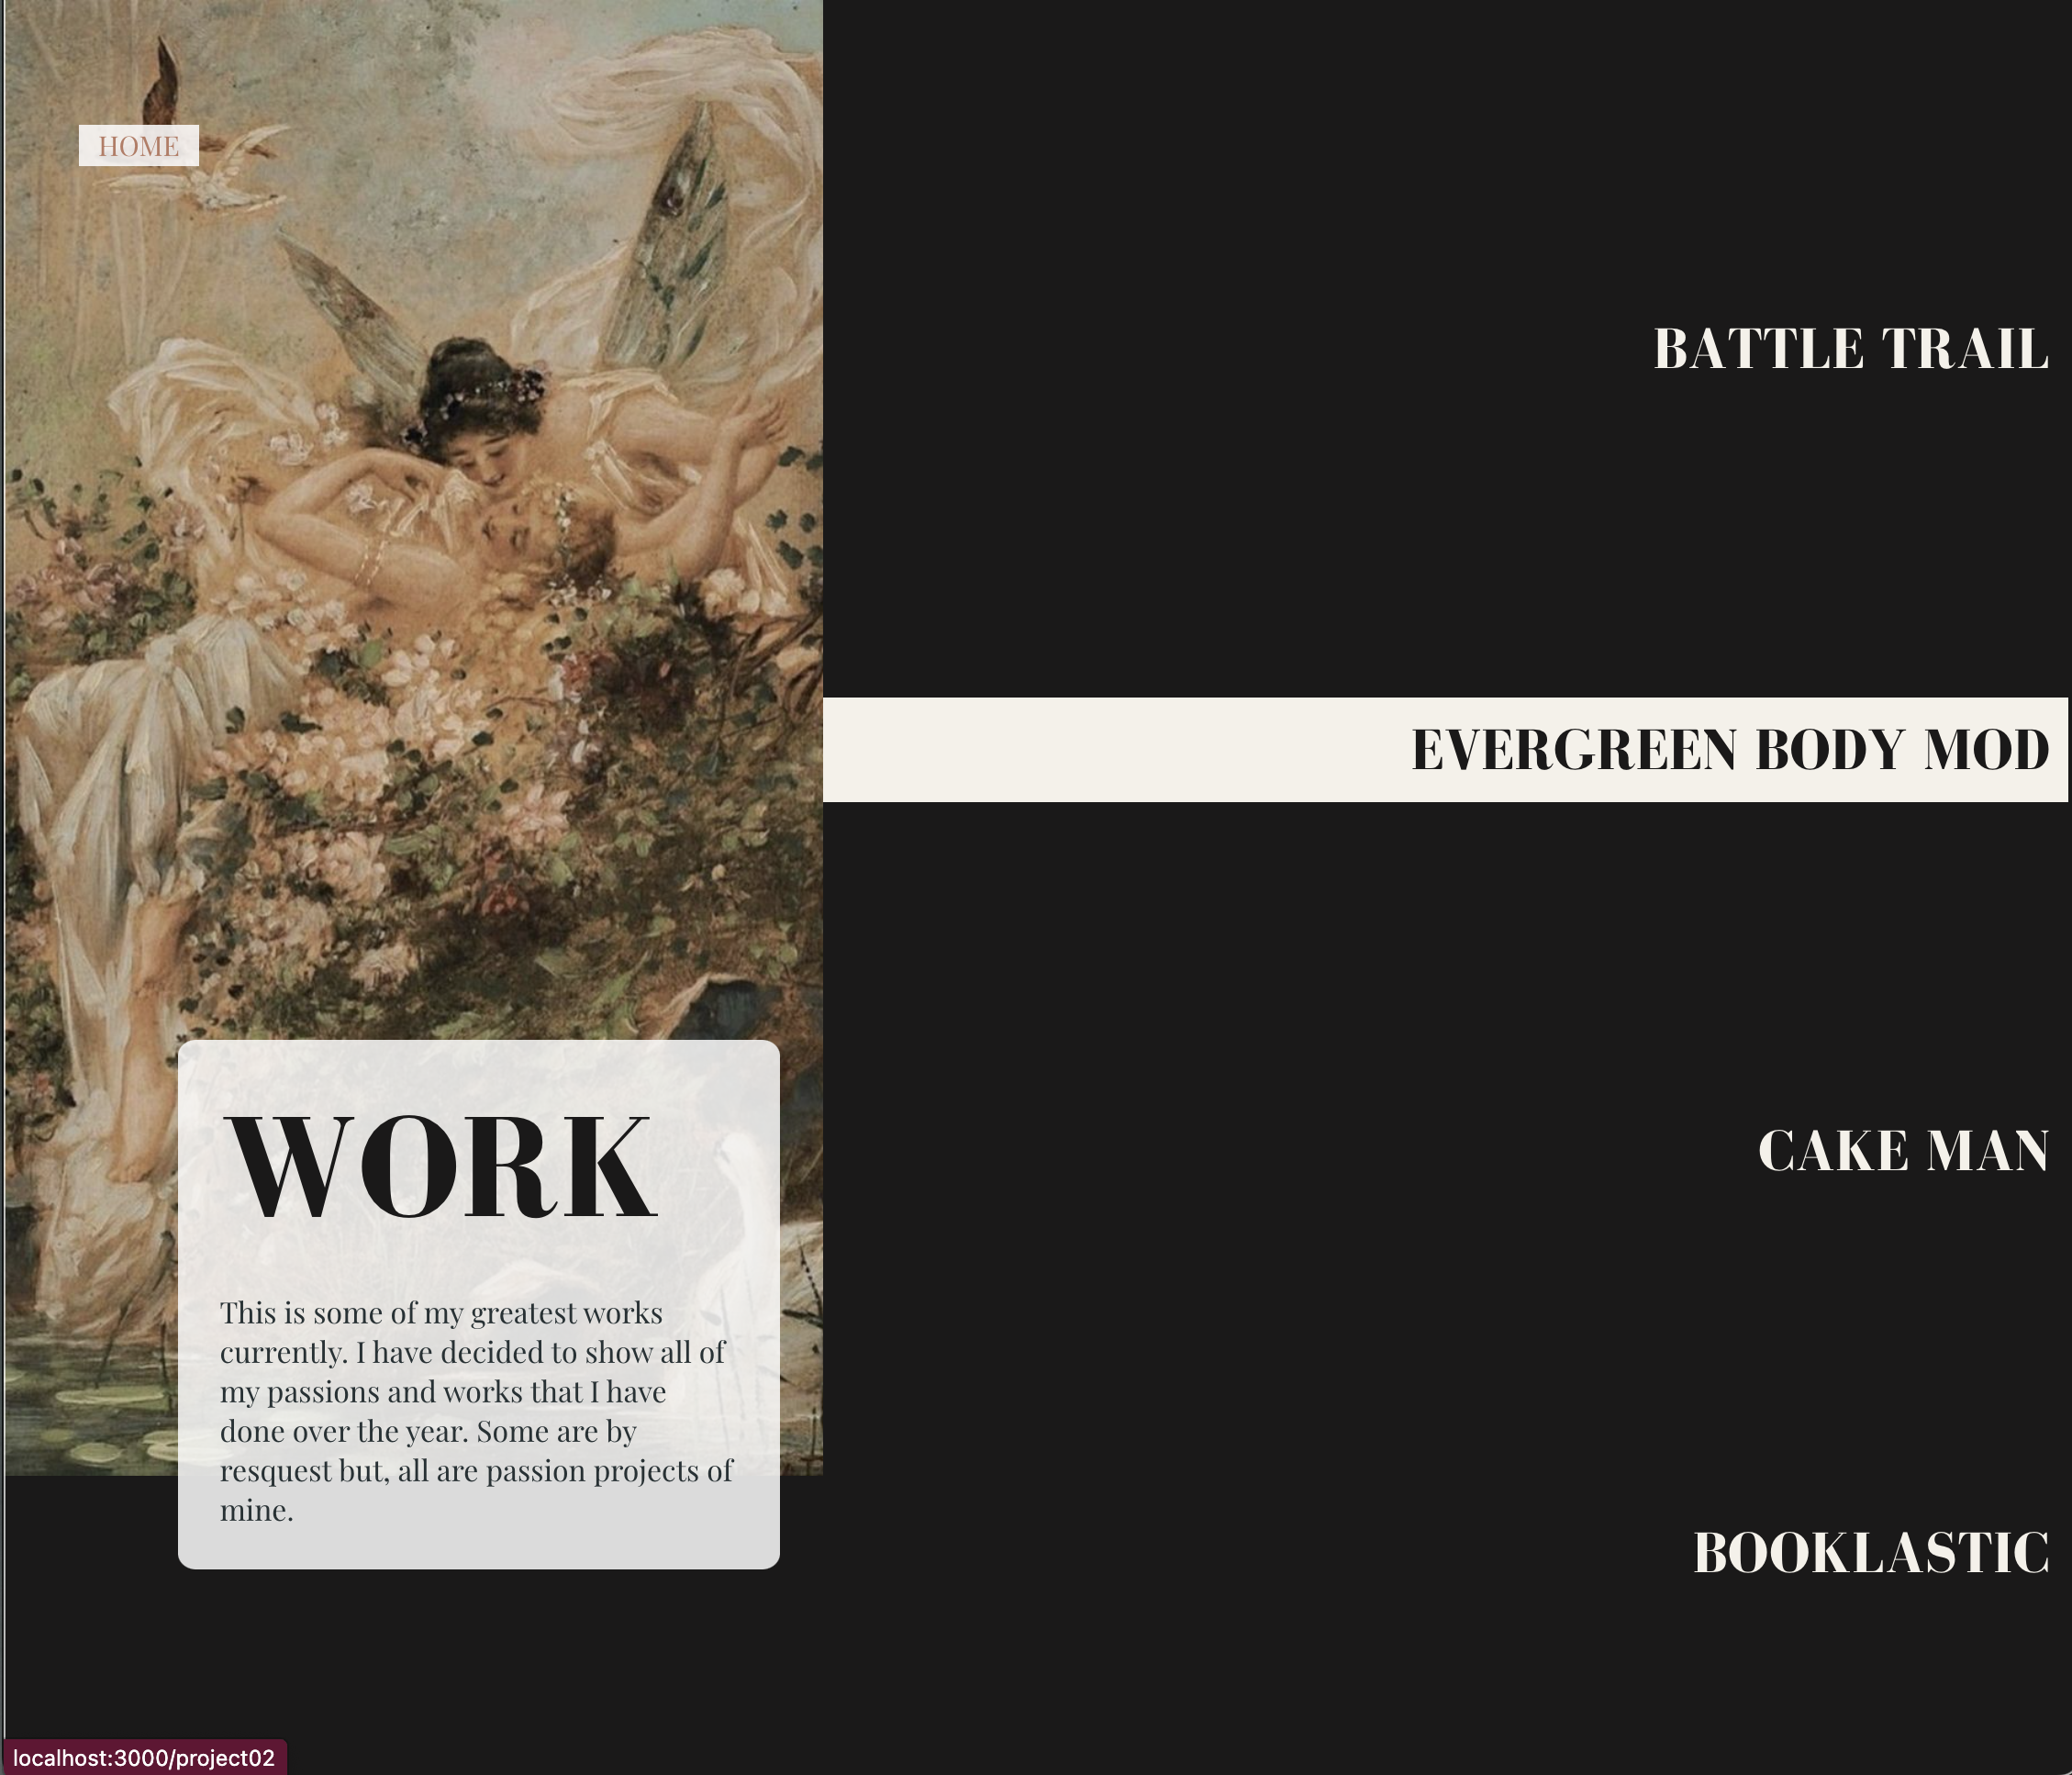 HOME
BATTLE TRAIL
EVERGREEN BODY MOD
CAKE MAN
BOOKLASTIC
WORK
This is some of my greatest works
currently. I have decided to show all of
my passions and works that I have
done over the year. Some are by
resquest but, all are passion projects of
mine.
localhost:3000/project02